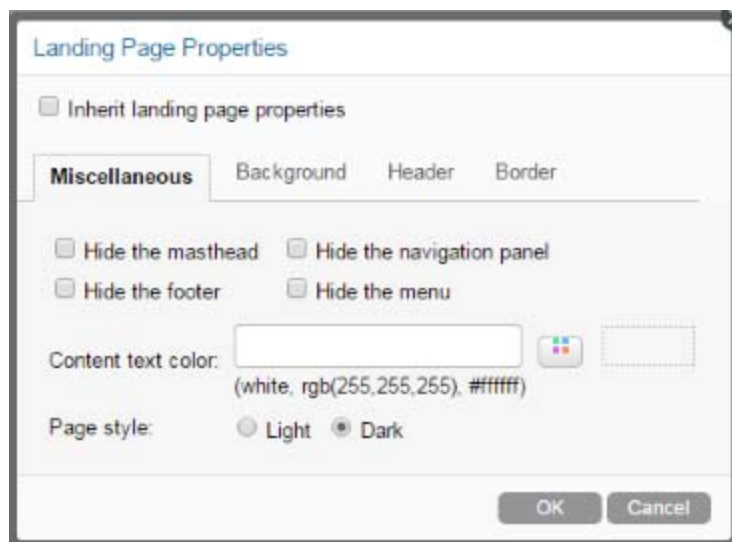 Landing Page Properties
Inherit landing page properties
Miscellaneous Background Header Border
Hide the masthead Hide the navigation panel
Hide the footer Hide the menu
Content text color:
(white, rgb(255,255,255), #ffffff)
Page style: Light Dark
OK Cancel